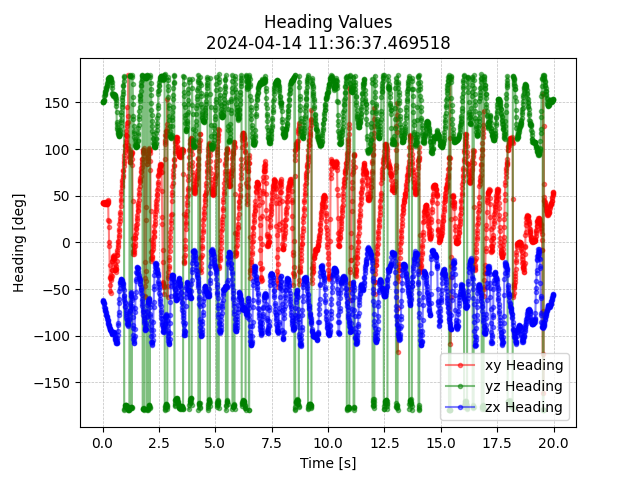 Heading Values
2024-04-14 11:36:37.469518
Heading [deg]
150
100
50
0
−50
−100
−150
xy Heading
yz Heading
zx Heading
0.0 2.5 5.0 7.5 10.0 12.5 15.0 17.5 20.0
Time [s]